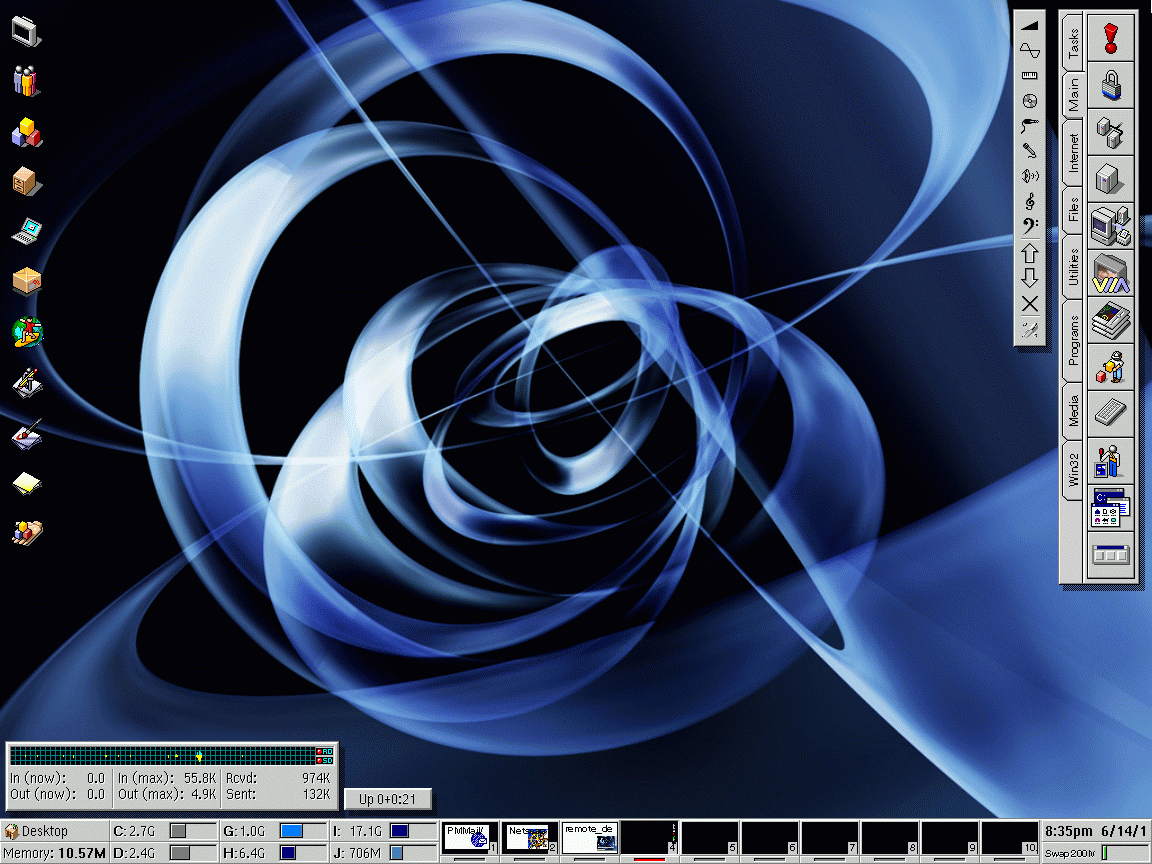 Tasks
Main
Internet
Files
Utilities
Programs
Media
Win32
VIA
C:
RD
SD
In (now): 0.0 In (max): 55.8K Rcvd: 974K
Out (now): 0.0 Out (max): 4.9K Sent: 132K
Up 0+0:21
Desktop C: 2.7G G: 1.0G I: 17.1G
Memory: 10.57M D: 2.4G H: 6.4G J: 706M
PMMail/ 1
Nets 2
remote_de 3
4
5
6
7
8
9
10
8:35pm 6/14/1
Swap